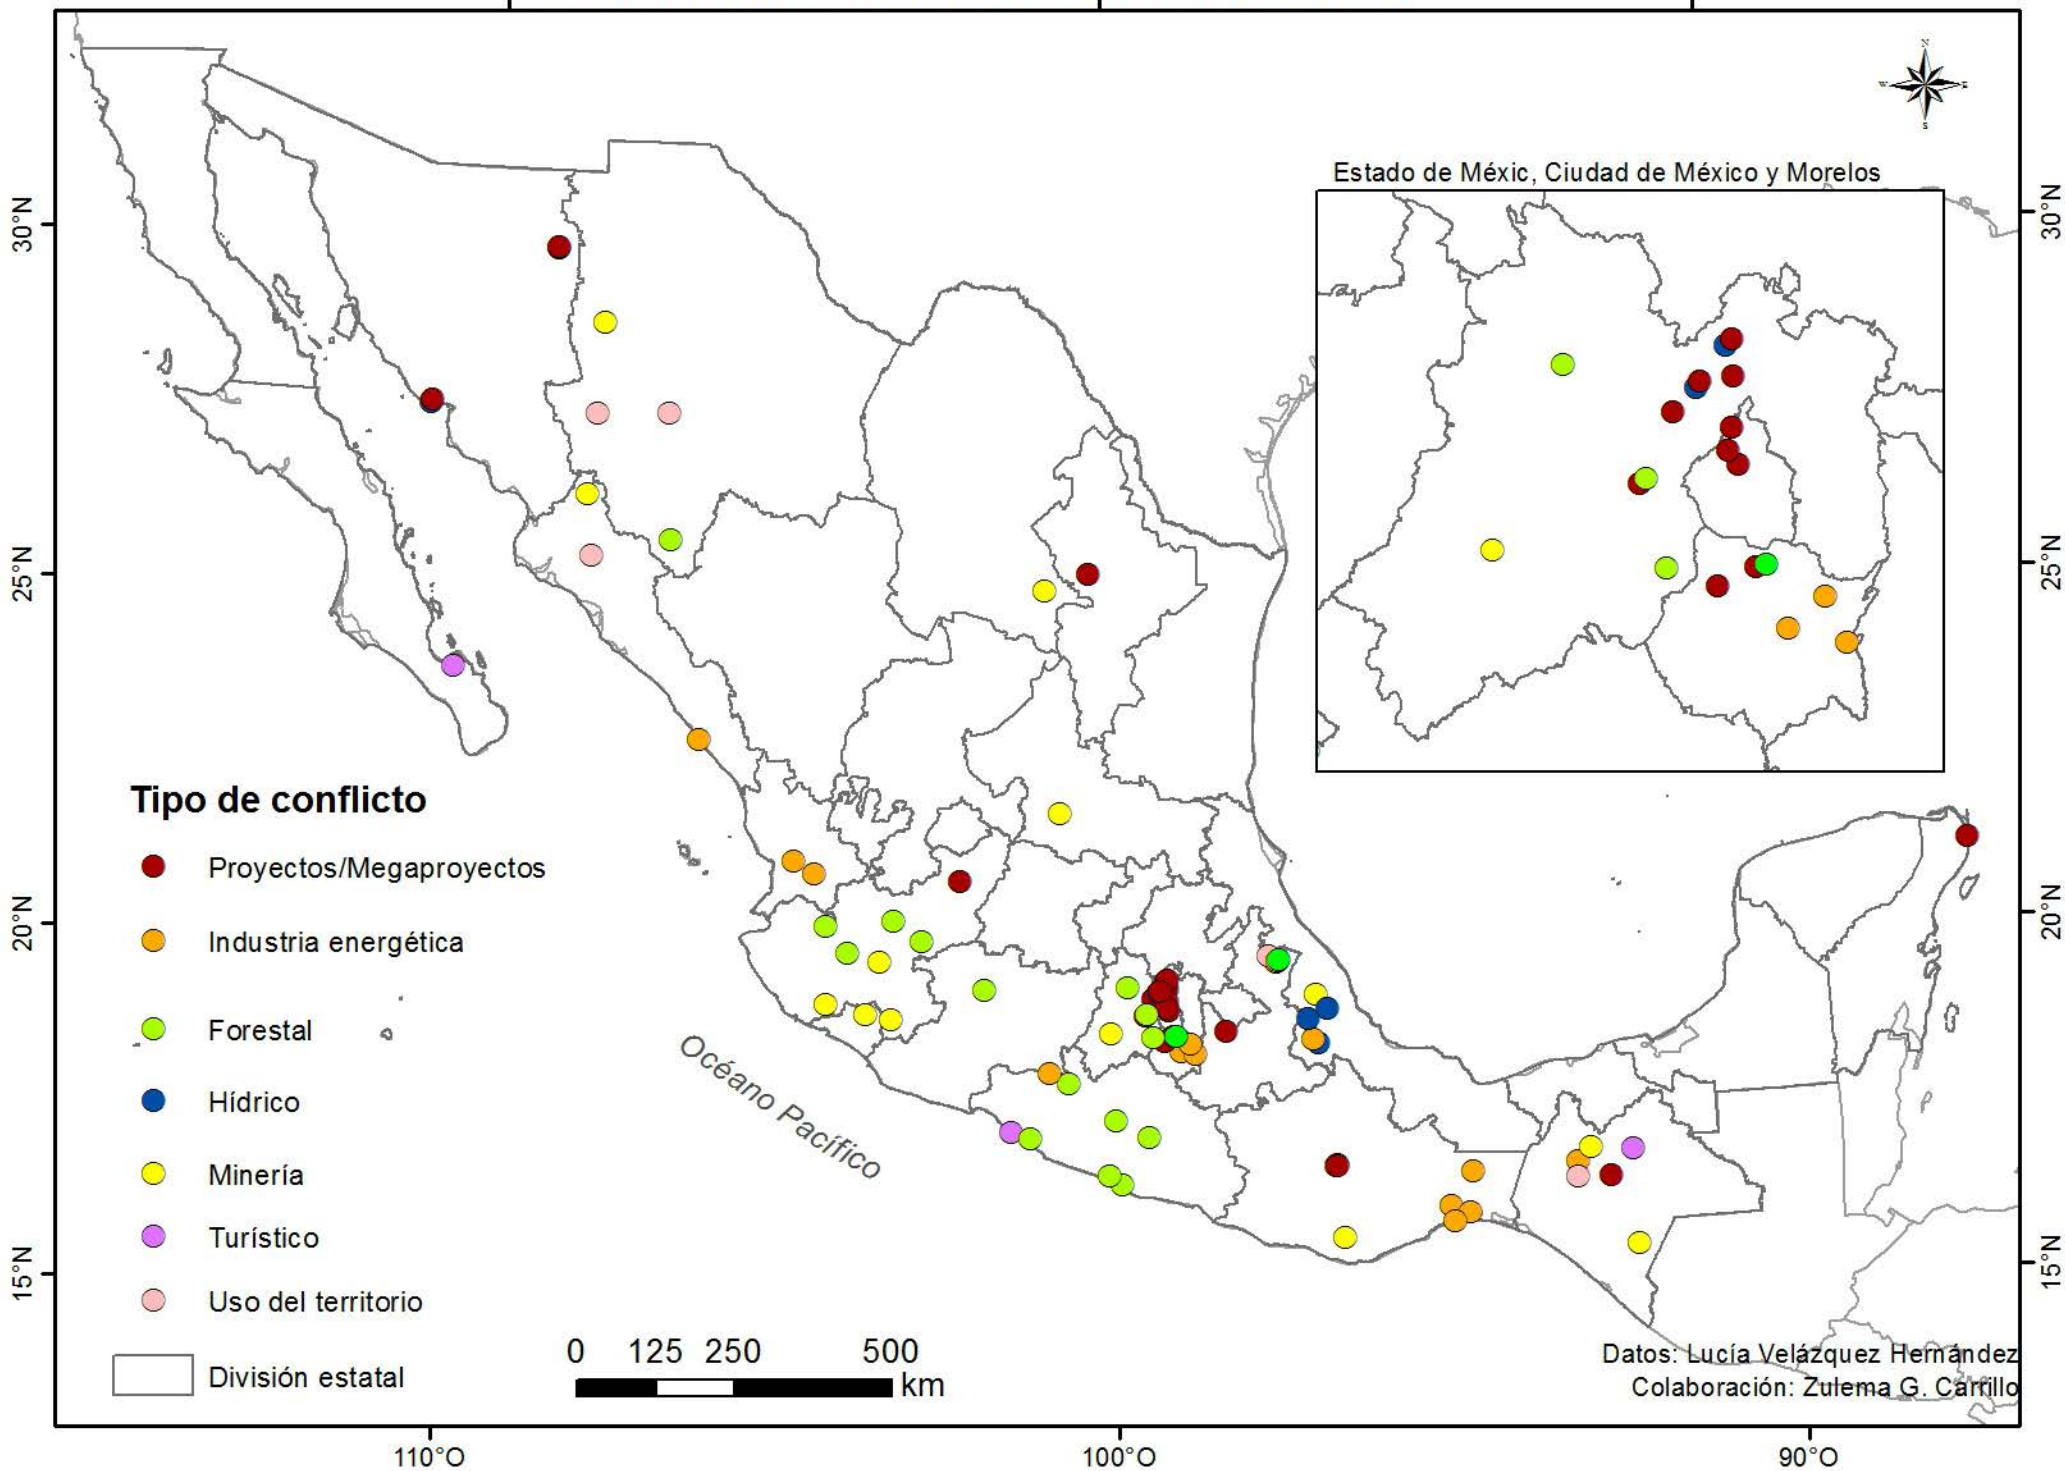 N
W
E
S
Estado de Méxic, Ciudad de México y Morelos
30°N
30°N
25°N
25°N
20°N
20°N
15°N
15°N
Tipo de conflicto
Proyectos/Megaproyectos
Industria energética
Forestal
Hídrico
Minería
Turístico
Uso del territorio
División estatal
Océano Pacífico
0 125 250 500
km
Datos: Lucía Velázquez Hernández
Colaboración: Zulema G. Carrillo
110°O
100°O
90°O